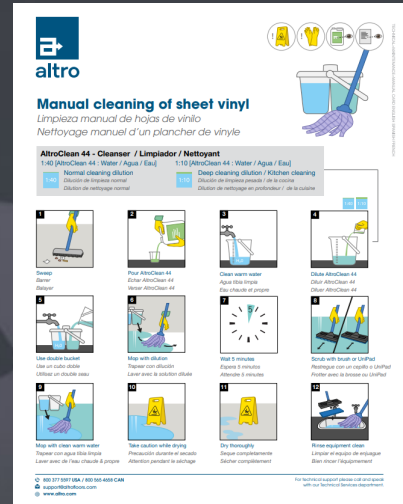 altro
Manual cleaning of sheet vinyl
Limpieza manual de hojas de vinilo
Nettoyage manuel d'un plancher de vinyle
AltroClean 44 - Cleanser / Limpiador / Nettoyant
1:40 [AltroClean 44 : Water / Agua / Eau]
1:40
Normal cleaning dilution
Dilución de limpieza normal
Dilution de nettoyage normal
1:10 [AltroClean 44 : Water / Agua / Eau]
1:10
Deep cleaning dilution / Kitchen cleaning
Dilución de limpieza pesada / de la cocina
Dilution de nettoyage en profondeur / de la cuisine
1:40 1:10
1
Sweep
Barrer
Balayer
2
Pour AltroClean 44
Echar AltroClean 44
Verser AltroClean 44
3
Clean warm water
Agua tibia limpia
Eau chaude et propre
4
Dilute AltroClean 44
Diluir AltroClean 44
Diluer AltroClean 44
5
Use double bucket
Use un cubo doble
Utilisez un double seau
6
Mop with dilution
Trapear con dilución
Laver avec la solution diluée
7
5
Wait 5 minutes
Espera 5 minutos
Attendre 5 minutes
8
Scrub with brush or UniPad
Restriegue con un cepillo o UniPad
Frotter avec la brosse ou UniPad
9
Mop with clean warm water
Trapear con agua tibia limpia
Laver avec de l'eau chaude & propre
10
Take caution while drying
Precaución durante el secado
Attention pendant le séchage
11
Dry thoroughly
Seque completamente
Sécher complètement
12
Rinse equipment clean
Limpiar el equipo de enjuague
Bien rincer l'équipement
800 377 5597 USA / 800 565 4658 CAN
support@altrofloors.com
www.altro.com
For technical support please call and speak
with our Technical Services department.